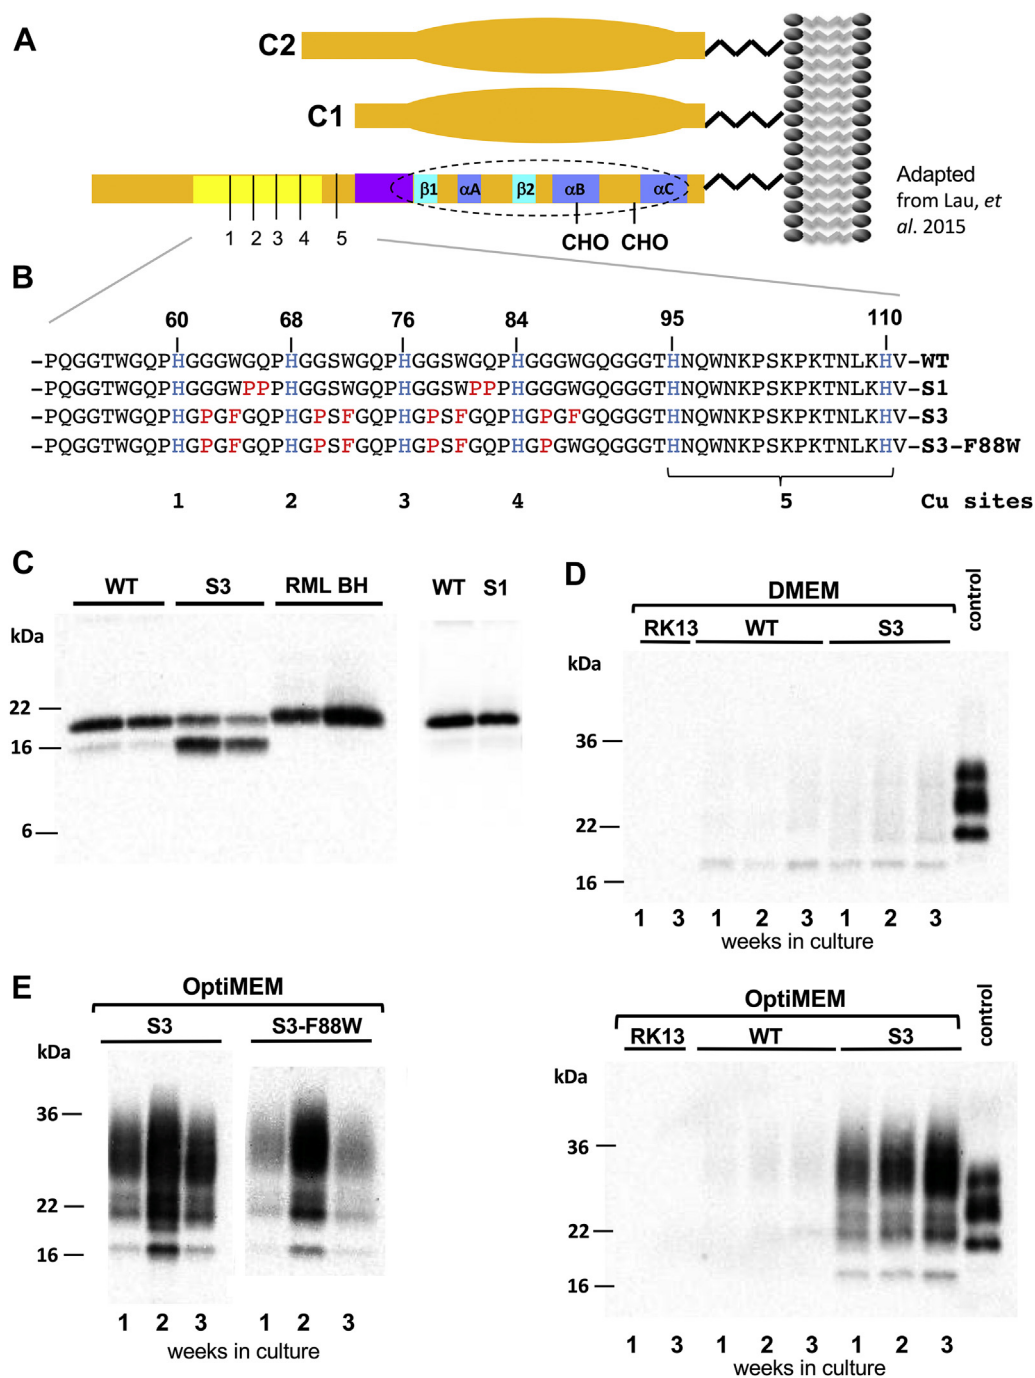 A
C2
C1
β1 αA β2 αB αC
1 2 3 4 5
CHO CHO
Adapted
from Lau, et
al. 2015
B
60 68 76 84 95 110
–PQGGTWGQPHGGGWGQPHGGSWGQPHGGSWGQPHGGGWGQGGGTHNQWNKPSKPKTNLKHV–WT
–PQGGTWGQPHGGGWPPPHGGSWGQPHGGSWPPPHGGGWGQGGGTHNQWNKPSKPKTNLKHV–S1
–PQGGTWGQPHGPGFGQPHGPSFGQPHGPSFGQPHGPGFGQGGGTHNQWNKPSKPKTNLKHV–S3
–PQGGTWGQPHGPGFGQPHGPSFGQPHGPSFGQPHGPGWGQGGGTHNQWNKPSKPKTNLKHV–S3-F88W
1 2 3 4 5 Cu sites
C
WT S3 RML BH WT S1
kDa
22
16
6
D
DMEM
control
RK13 WT S3
kDa
36
22
16
1 3 1 2 3 1 2 3
weeks in culture
E
OptiMEM
S3 S3-F88W
kDa
36
22
16
1 2 3 1 2 3
weeks in culture
OptiMEM
control
RK13 WT S3
kDa
36
22
16
1 3 1 2 3 1 2 3
weeks in culture